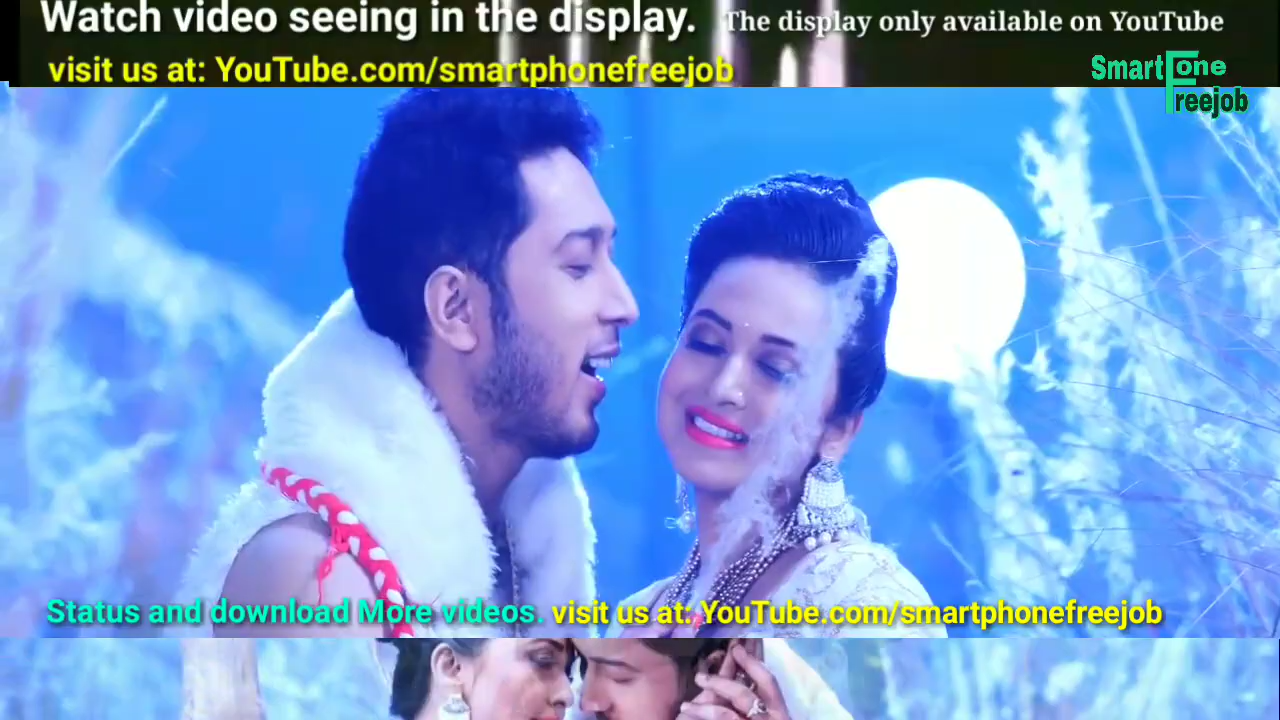 Watch video seeing in the display.
The display only available on YouTube
visit us at: YouTube.com/smartphonefreejob
Smart Fone
Freejob
Status and download More videos. visit us at: YouTube.com/smartphonefreejob